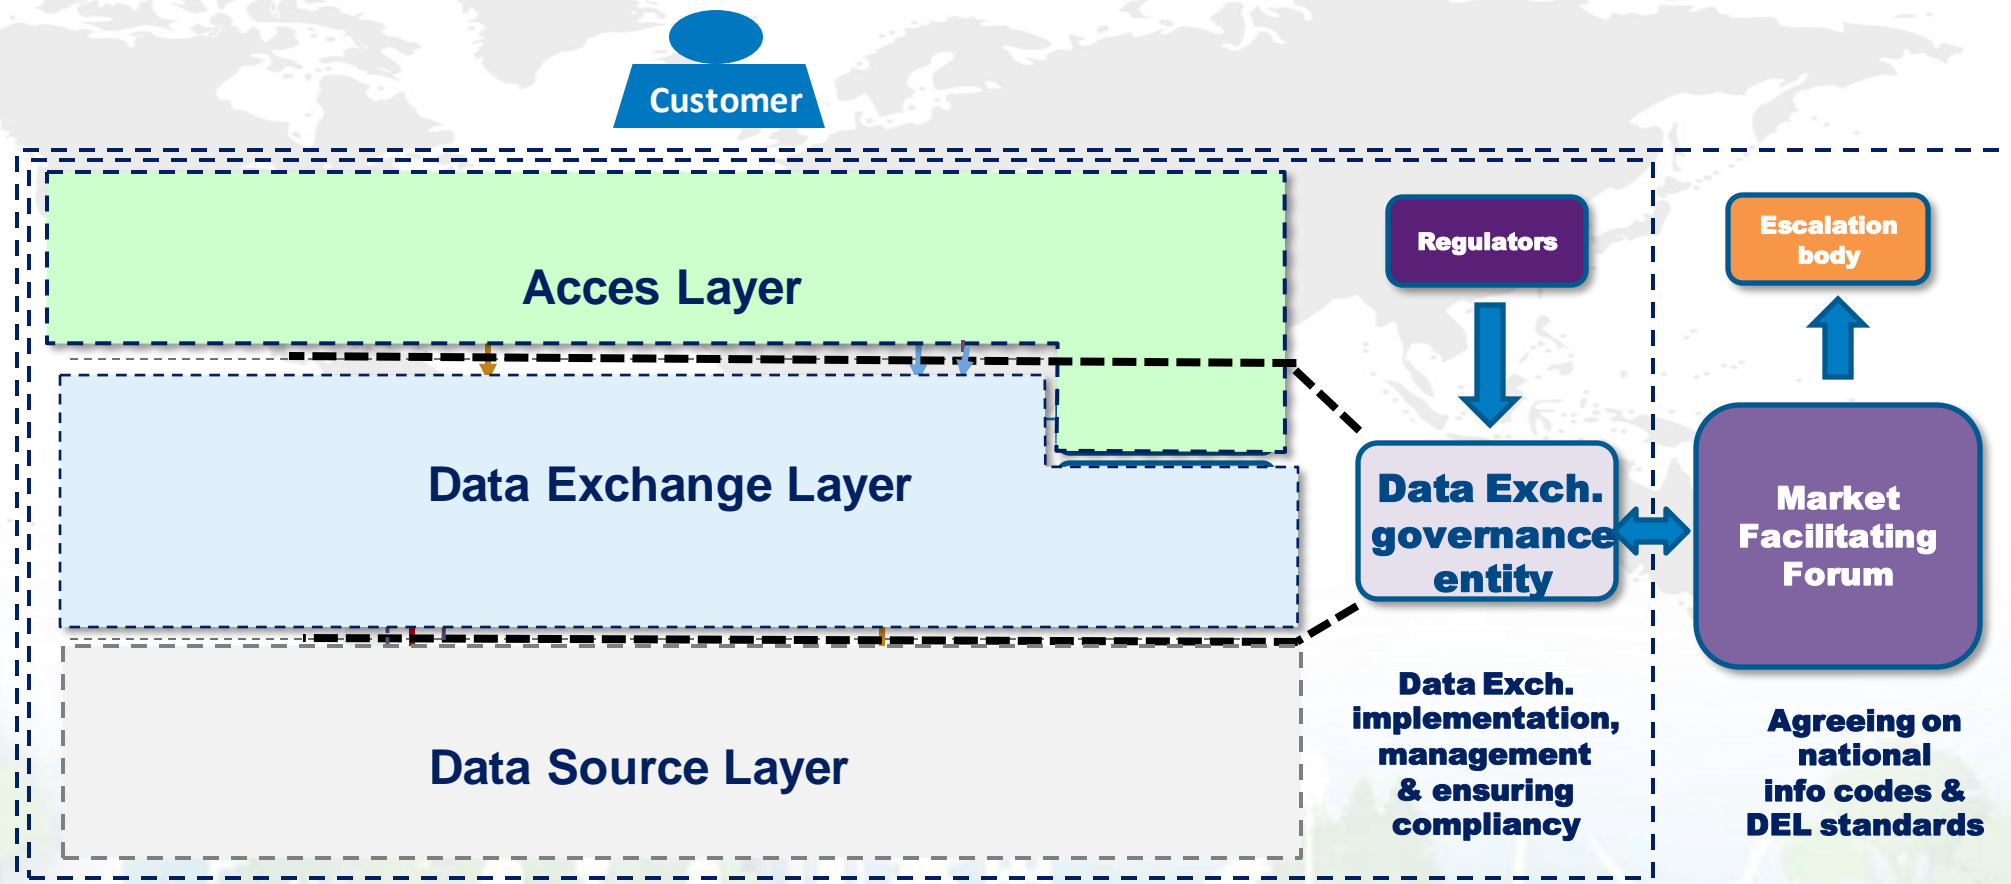 Customer
Acces Layer
Data Exchange Layer
Data Source Layer
Regulators
Data Exch.
governance
entity
Data Exch.
implementation,
management
& ensuring
compliancy
Escalation
body
Market
Facilitating
Forum
Agreeing on
national
info codes &
DEL standards